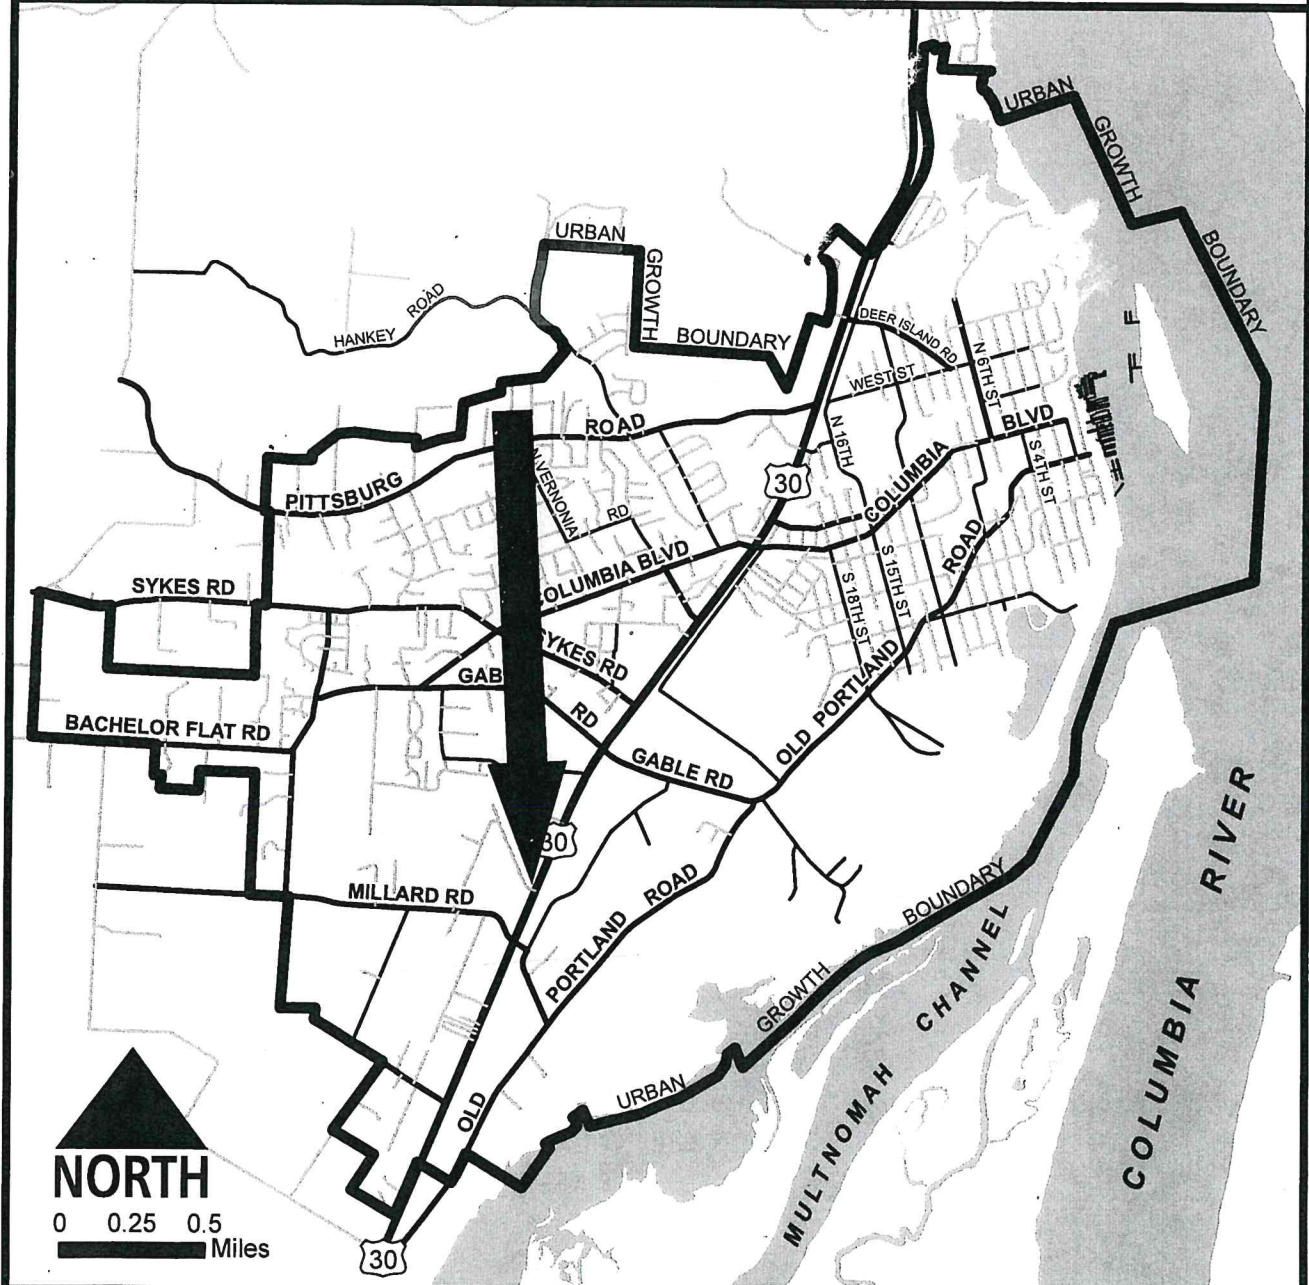 URBAN
GROWTH
BOUNDARY
URBAN
GROWTH
BOUNDARY
HANKEY ROAD
DEER ISLAND RD
WEST ST
N 6TH ST
N 16TH
ROAD
BLVD
S 4TH ST
COLUMBIA
PITTSBURG
N VERNONIA
RD
30
SYKES RD
OLUMBIA BLVD
S 18TH ST
S 15TH ST
ROAD
SYKES RD
GAB
RD
BACHELOR FLAT RD
GABLE RD
OLD PORTLAND
30
MILLARD RD
PORTLAND ROAD
OLD
URBAN
GROWTH
BOUNDARY
MULTNOMAH CHANNEL
COLUMBIA RIVER
NORTH
0 0.25 0.5
Miles
30